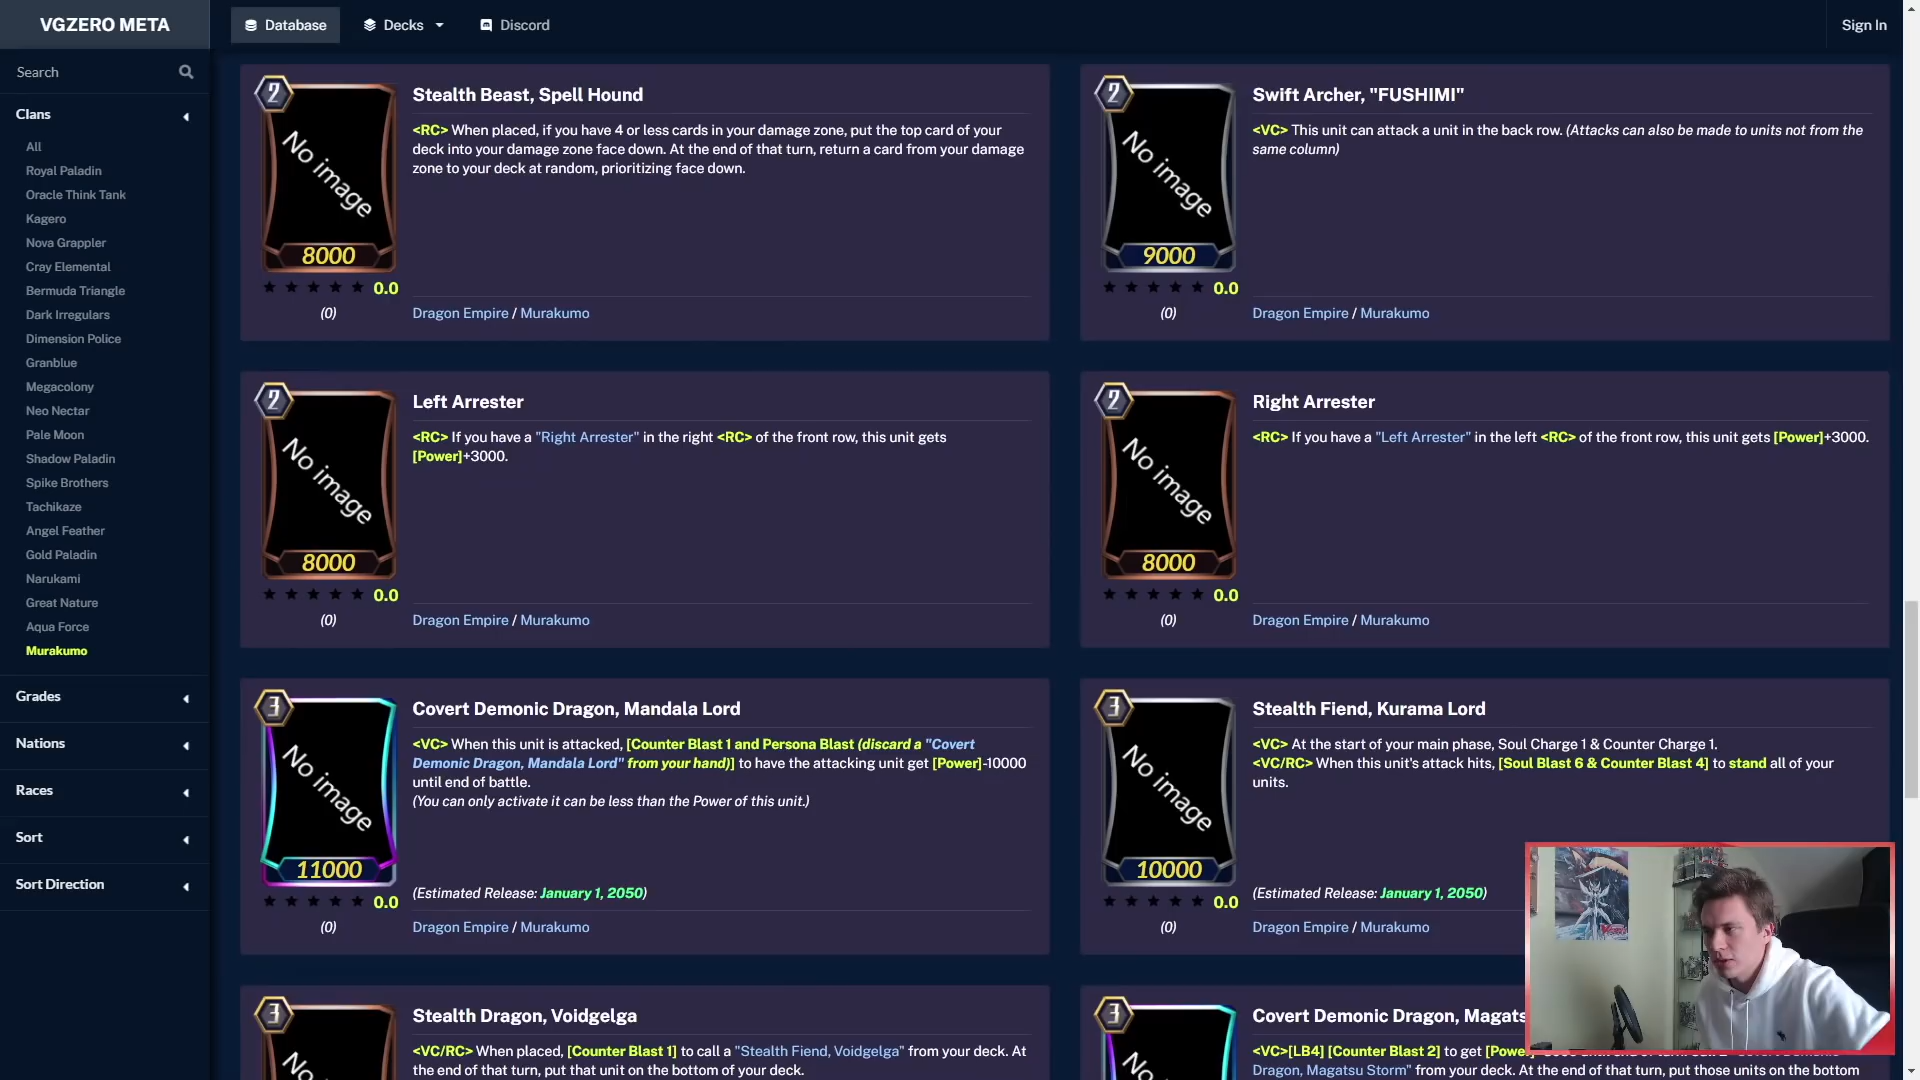 VGZERO META
Database
Decks
Discord
Sign In
Search
Clans
All
Royal Paladin
Oracle Think Tank
Kagero
Nova Grappler
Cray Elemental
Bermuda Triangle
Dark Irregulars
Dimension Police
Granblue
Megacolony
Neo Nectar
Pale Moon
Shadow Paladin
Spike Brothers
Tachikaze
Angel Feather
Gold Paladin
Narukami
Great Nature
Aqua Force
Murakumo
Grades
Nations
Races
Sort
Sort Direction
2
No image
8000
0.0
(0)
Stealth Beast, Spell Hound
<RC> When placed, if you have 4 or less cards in your damage zone, put the top card of your
deck into your damage zone face down. At the end of that turn, return a card from your damage
zone to your deck at random, prioritizing face down.
Dragon Empire / Murakumo
2
No image
9000
0.0
(0)
Swift Archer, "FUSHIMI"
<VC> This unit can attack a unit in the back row. (Attacks can also be made to units not from the
same column)
Dragon Empire / Murakumo
2
No image
8000
0.0
(0)
Left Arrester
<RC> If you have a "Right Arrester" in the right <RC> of the front row, this unit gets
[Power]+3000.
Dragon Empire / Murakumo
2
No image
8000
0.0
(0)
Right Arrester
<RC> If you have a "Left Arrester" in the left <RC> of the front row, this unit gets [Power]+3000.
Dragon Empire / Murakumo
3
No image
11000
0.0
(0)
Covert Demonic Dragon, Mandala Lord
<VC> When this unit is attacked, [Counter Blast 1 and Persona Blast (discard a "Covert
Demonic Dragon, Mandala Lord" from your hand)] to have the attacking unit get [Power]-10000
until end of battle.
(You can only activate it can be less than the Power of this unit.)
(Estimated Release: January 1, 2050)
Dragon Empire / Murakumo
3
No image
10000
0.0
(0)
Stealth Fiend, Kurama Lord
<VC> At the start of your main phase, Soul Charge 1 & Counter Charge 1.
<VC/RC> When this unit's attack hits, [Soul Blast 6 & Counter Blast 4] to stand all of your
units.
(Estimated Release: January 1, 2050)
Dragon Empire / Murakumo
3
Stealth Dragon, Voidgelga
<VC/RC> When placed, [Counter Blast 1] to call a "Stealth Fiend, Voidgelga" from your deck. At
the end of that turn, put that unit on the bottom of your deck.
3
Covert Demonic Dragon, Magats
<VC>[LB4] [Counter Blast 2] to get [Power]
Dragon, Magatsu Storm" from your deck. At the end of that turn, put those units on the bottom